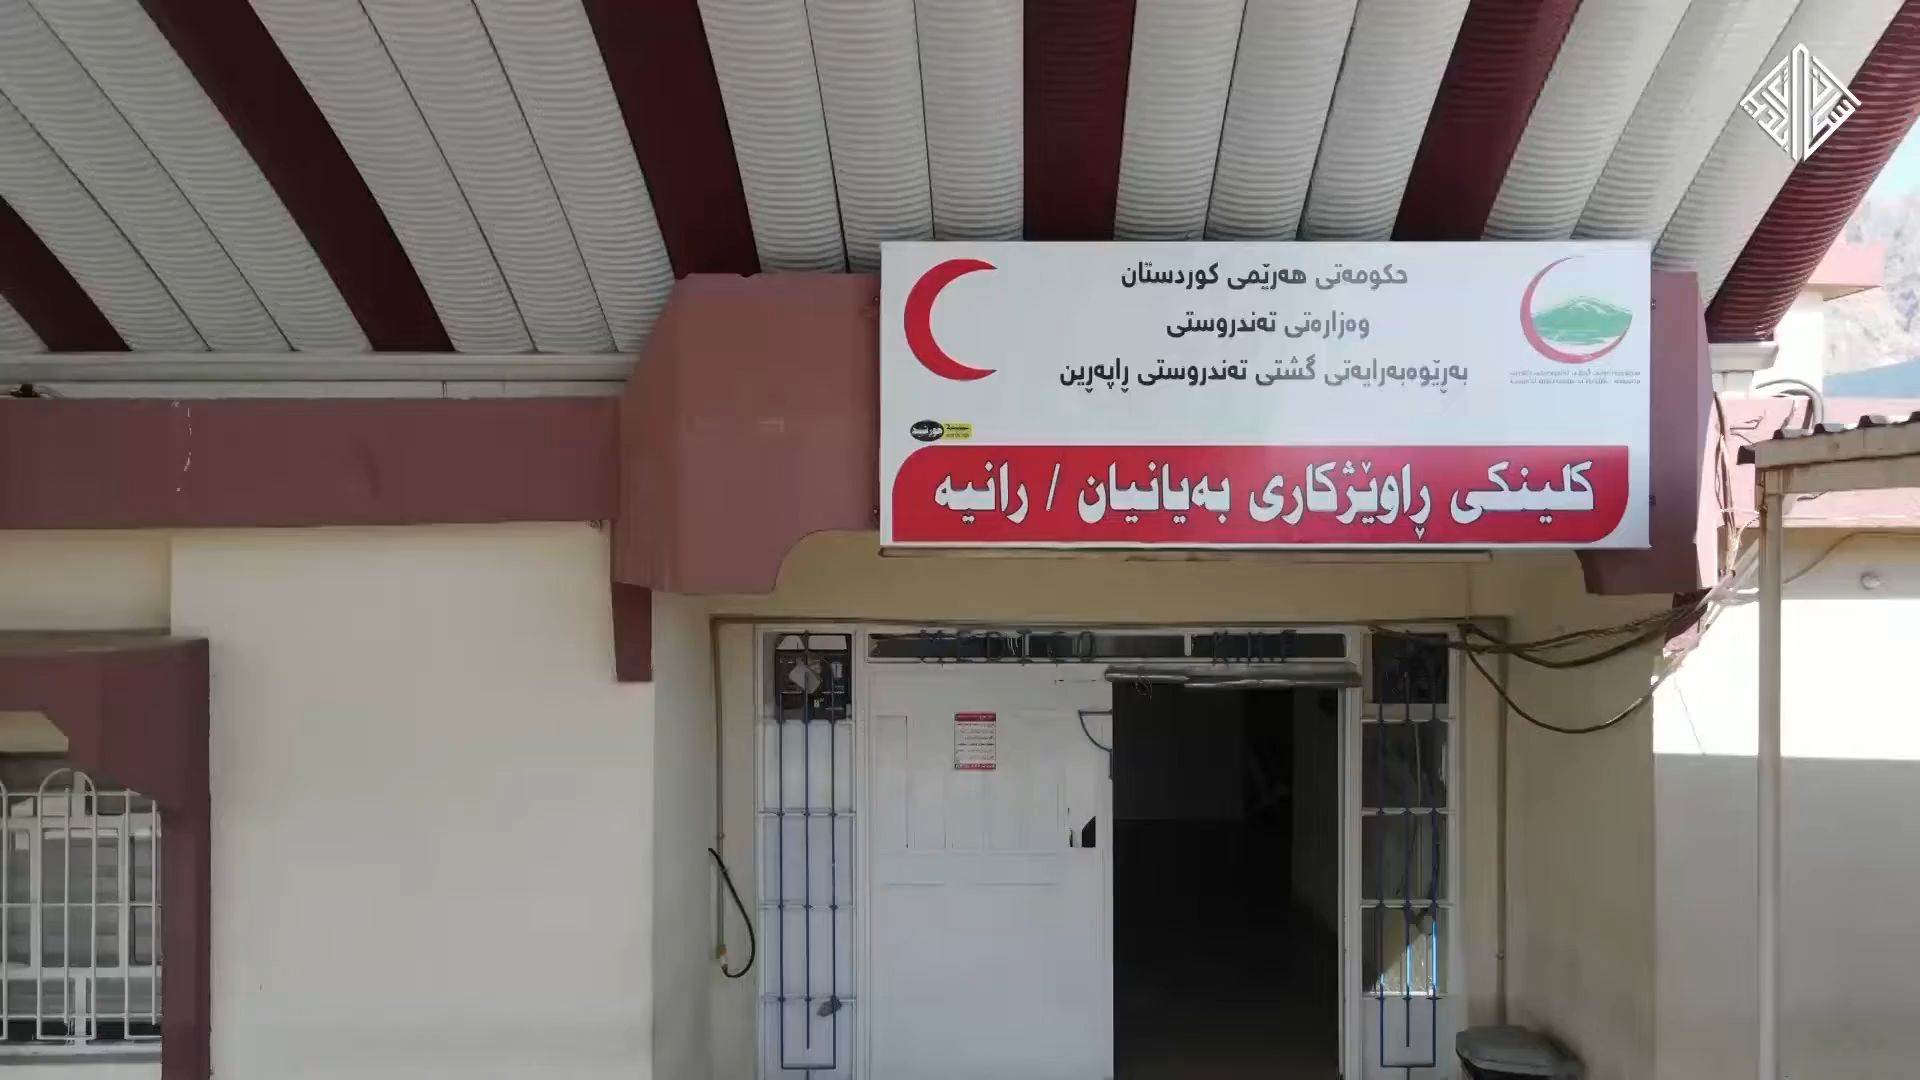 حکومەتی هەرێمی کوردستان
وەزارەتی تەندروستی
بەڕێوەبەرایەتی گشتی تەندروستی ڕاپەڕین
کلینکی ڕاوێژکاری بەیانیان / رانیە